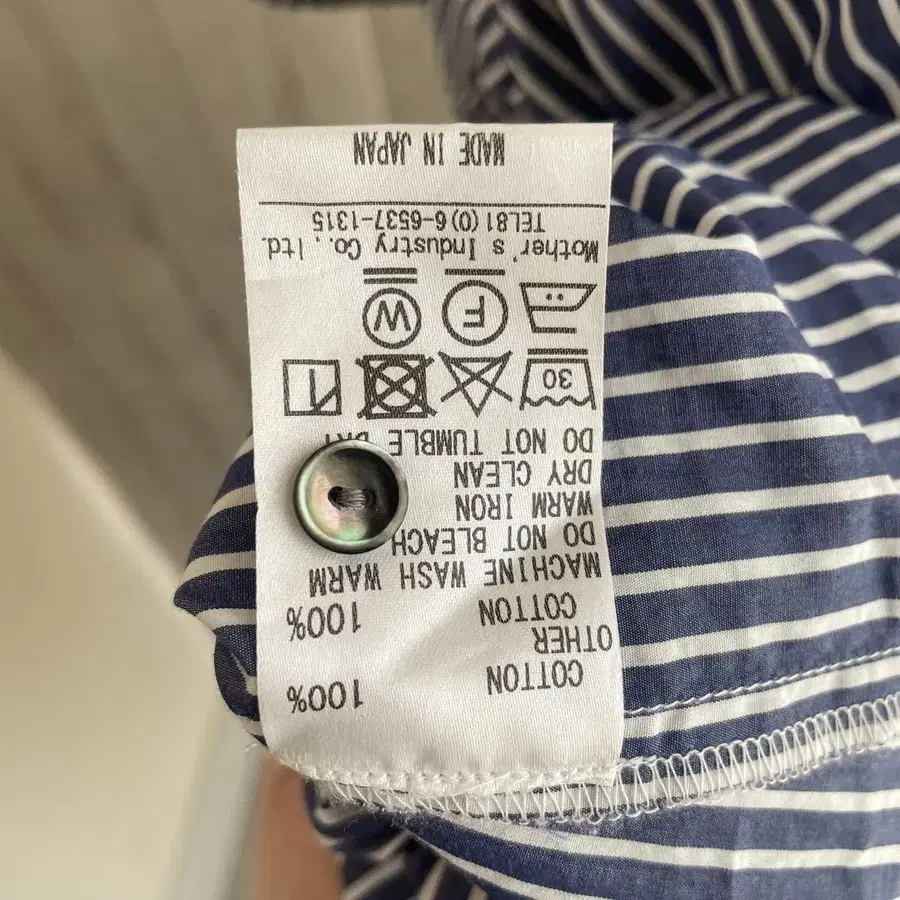 COTTON 100%
OTHER
COTTON 100%
MACHINE WASH WARM
DO NOT BLEACH
WARM IRON
DRY CLEAN
DO NOT TUMBLE DRY
30
F W
Mother's Industry Co., ltd.
TEL81(0)6-6537-1315
MADE IN JAPAN